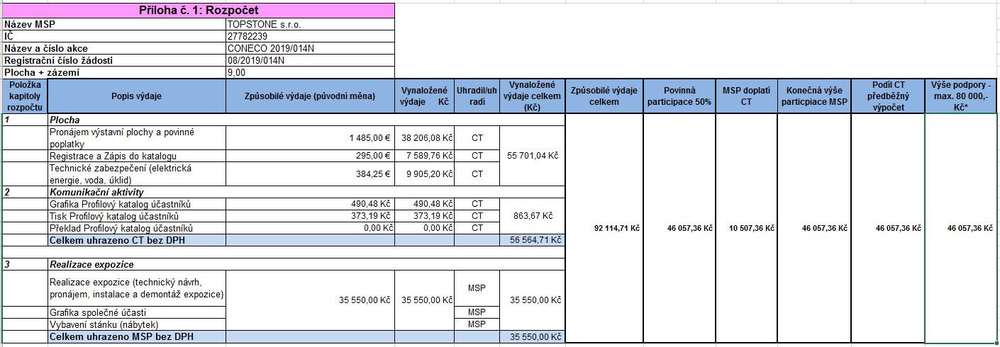 Příloha č. 1: Rozpočet
Název MSP TOPSTONE s.r.o.
IČ 27782239
Název a číslo akce CONECO 2019/014N
Registrační číslo žádosti 08/2019/014N
Plocha + zázemí 9,00
Položka kapitoly rozpočtu Popis výdaje Způsobilé výdaje (původní měna) Vynaložené výdaje Kč Uhradil/uhradí Vynaložené výdaje celkem (Kč) Způsobilé výdaje celkem Povinná participace 50% MSP doplatí CT Konečná výše particpiace MSP Podíl CT předběžný výpočet Výše podpory - max. 80 000,- Kč*
1 Plocha
Pronájem výstavní plochy a povinné
poplatky 1 485,00 € 38 206,08 Kč CT
Registrace a Zápis do katalogu 295,00 € 7 589,76 Kč CT 55 701,04 Kč
Technické zabezpečení (elektrická
energie, voda, úklid) 384,25 € 9 905,20 Kč CT
2 Komunikační aktivity
Grafika Profilový katalog účastníků 490,48 Kč 490,48 Kč CT
Tisk Profilový katalog účastníků 373,19 Kč 373,19 Kč CT 863,67 Kč
Překlad Profilový katalog účastníků 0,00 Kč 0,00 Kč CT
92 114,71 Kč 46 057,36 Kč 10 507,36 Kč 46 057,36 Kč 46 057,36 Kč 46 057,36 Kč
Celkem uhrazeno CT bez DPH 56 564,71 Kč
3 Realizace expozice
Realizace expozice (technický návrh,
pronájem, instalace a demontáž expozice) MSP
35 550,00 Kč 35 550,00 Kč 35 550,00 Kč
Grafika společné účasti MSP
Vybavení stánku (nábytek) MSP
Celkem uhrazeno MSP bez DPH 35 550,00 Kč